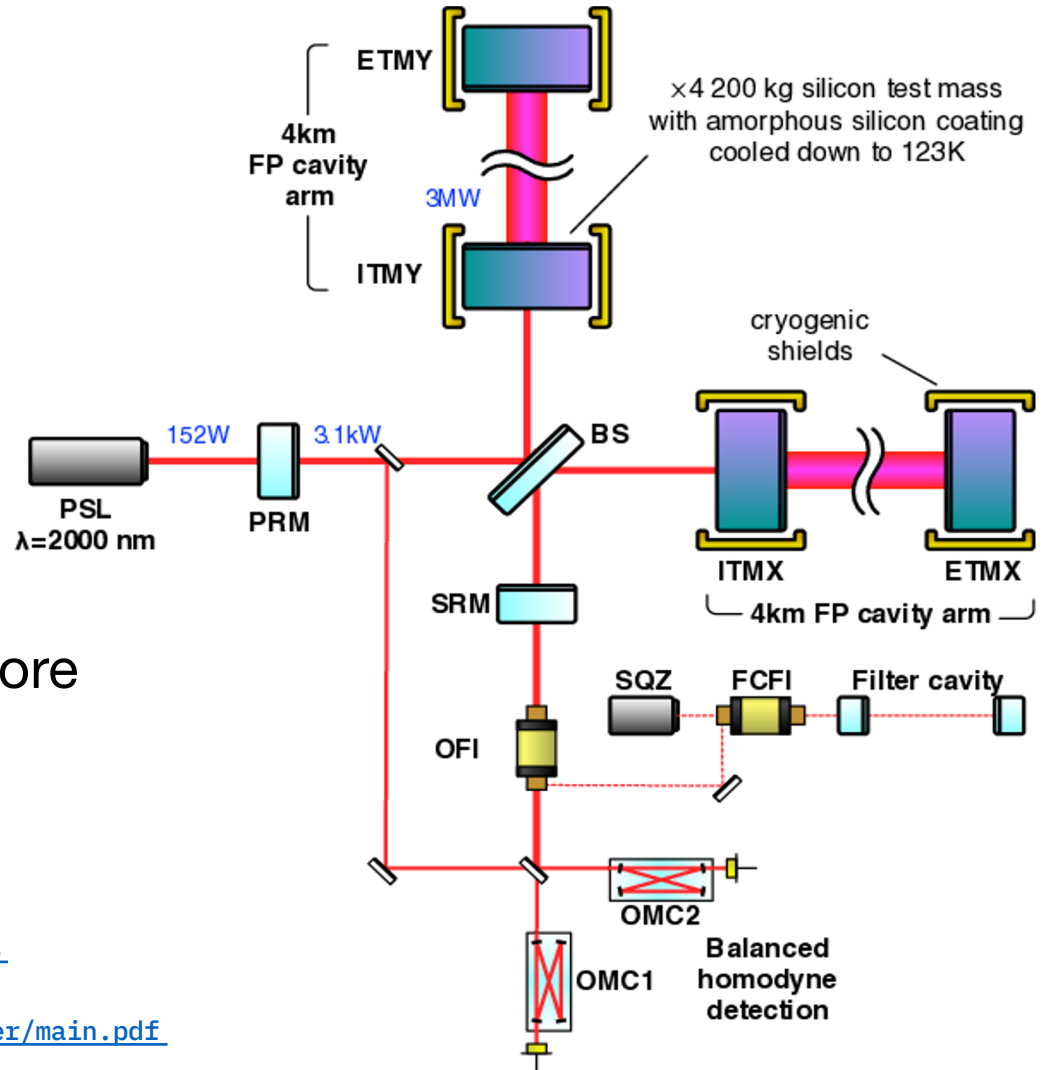 ETMY
4km
FP cavity
arm
×4 200 kg silicon test mass
with amorphous silicon coating
cooled down to 123K
3MW
ITMY
cryogenic
shields
152W
3.1kW
BS
PSL
λ=2000 nm
PRM
ITMX
ETMX
4km FP cavity arm
SRM
ore
SQZ
FCFI
Filter cavity
OFI
OMC2
Balanced
homodyne
detection
OMC1
er/main.pdf